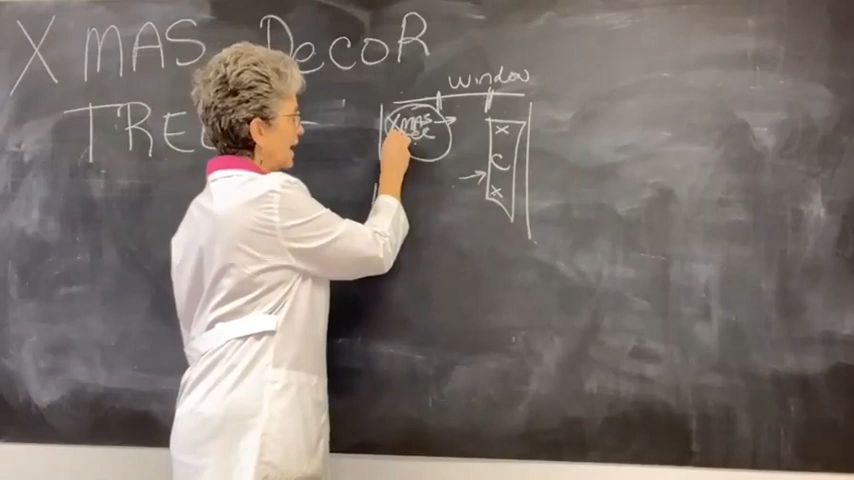 XMAS DecoR
TREE
window
XMAS
X
C
X